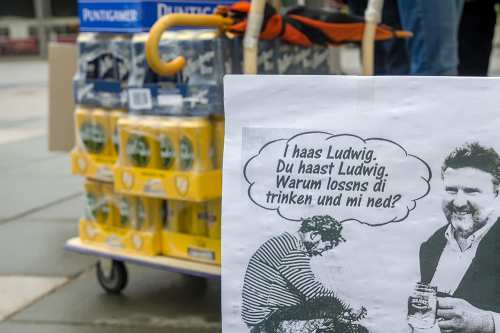 PUNTIGAMER
I haas Ludwig.
Du haast Ludwig.
Warum lossns di
trinken und mi ned?